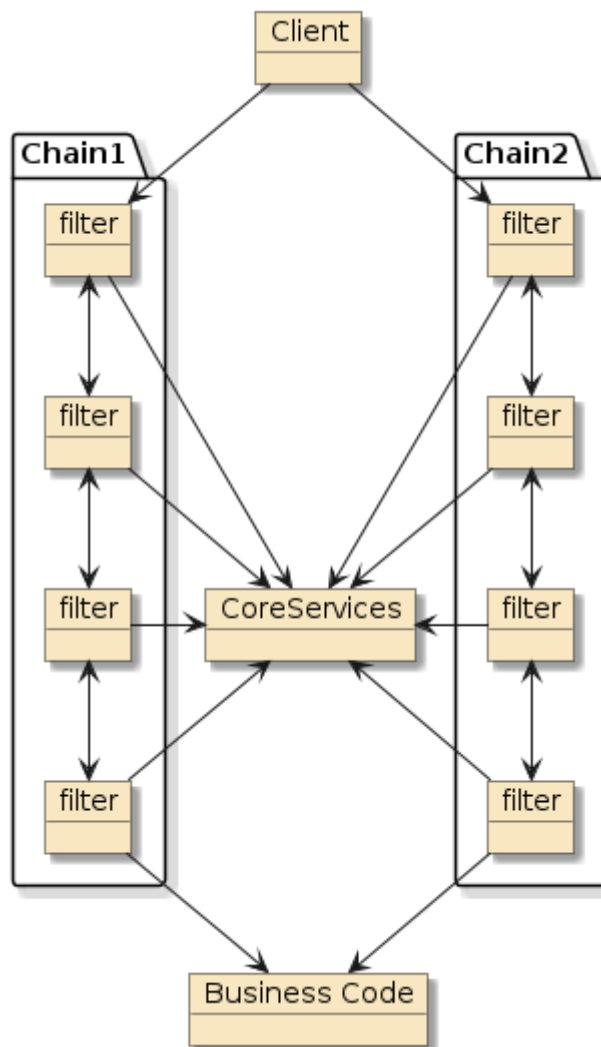 Client
Chain1
Chain2
filter
filter
filter
filter
filter
CoreServices
filter
filter
filter
Business Code